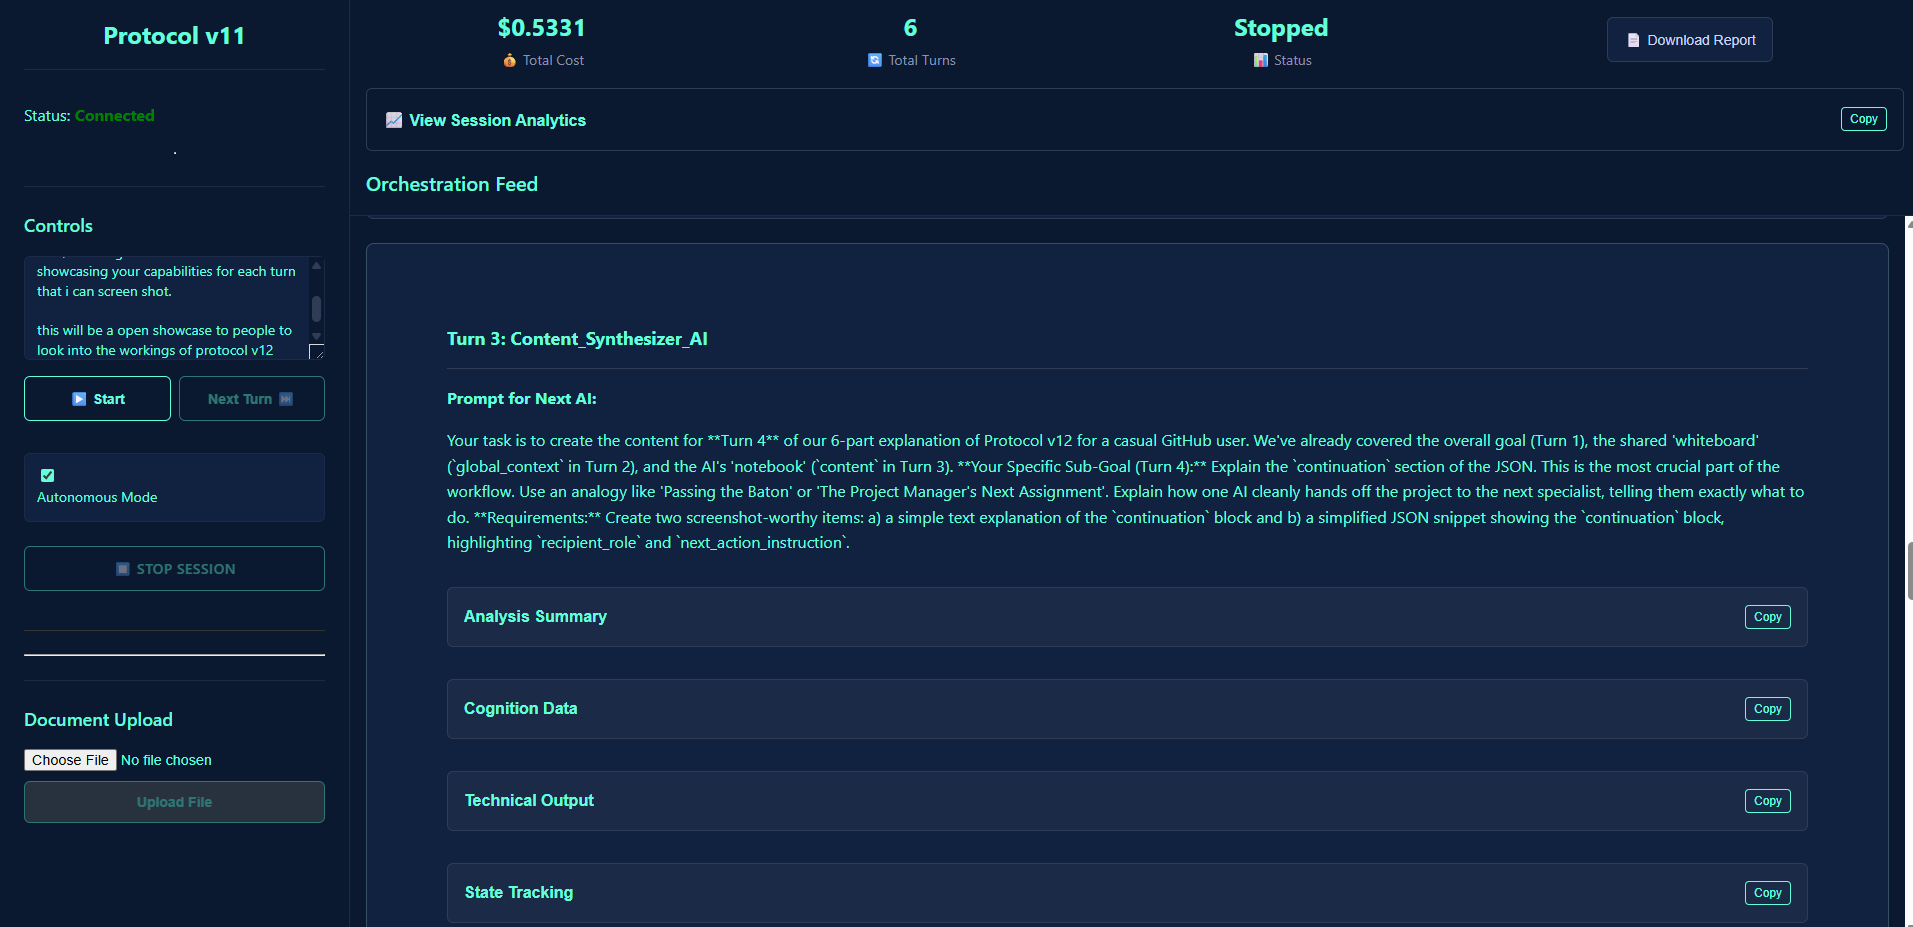 Protocol v11
Status: Connected
.
Controls
showcasing your capabilities for each turn
that i can screen shot.
this will be a open showcase to people to
look into the workings of protocol v12
Start
Next Turn
Autonomous Mode
STOP SESSION
Document Upload
Choose File No file chosen
Upload File
$0.5331
Total Cost
6
Total Turns
Stopped
Status
Download Report
View Session Analytics
Copy
Orchestration Feed
Turn 3: Content_Synthesizer_AI
Prompt for Next AI:
Your task is to create the content for **Turn 4** of our 6-part explanation of Protocol v12 for a casual GitHub user. We've already covered the overall goal (Turn 1), the shared 'whiteboard'
(`global_context` in Turn 2), and the AI's 'notebook' (`content` in Turn 3). **Your Specific Sub-Goal (Turn 4):** Explain the `continuation` section of the JSON. This is the most crucial part of the
workflow. Use an analogy like 'Passing the Baton' or 'The Project Manager's Next Assignment'. Explain how one AI cleanly hands off the project to the next specialist, telling them exactly what to
do. **Requirements:** Create two screenshot-worthy items: a) a simple text explanation of the `continuation` block and b) a simplified JSON snippet showing the `continuation` block,
highlighting `recipient_role` and `next_action_instruction`.
Analysis Summary
Copy
Cognition Data
Copy
Technical Output
Copy
State Tracking
Copy